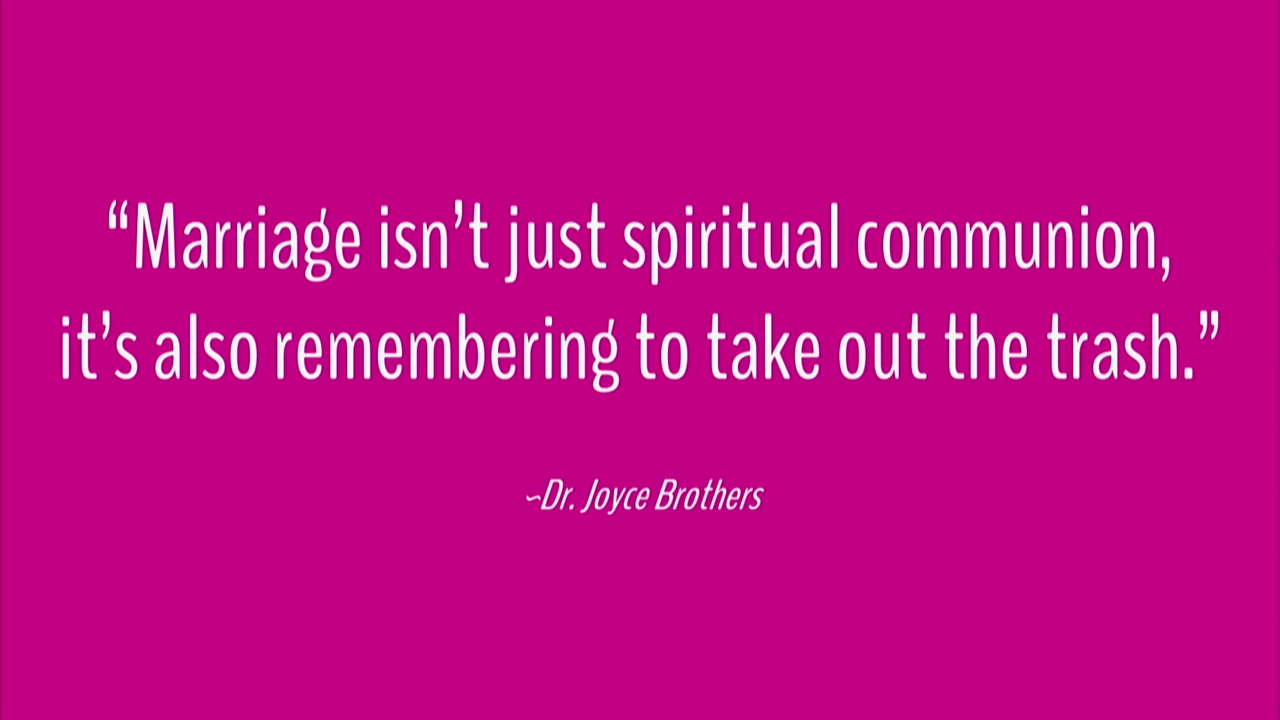 “Marriage isn’t just spiritual communion,
it’s also remembering to take out the trash.”
~Dr. Joyce Brothers